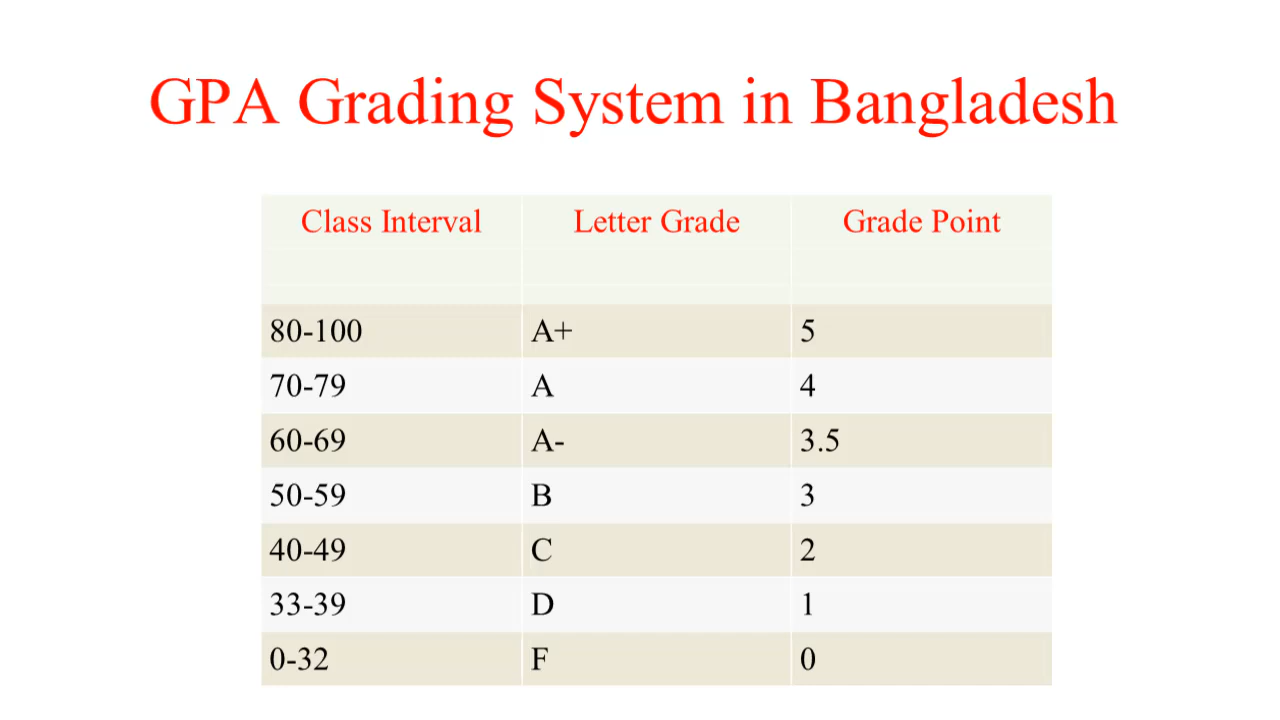 GPA Grading System in Bangladesh
Class Interval Letter Grade Grade Point
80-100 A+ 5
70-79 A 4
60-69 A- 3.5
50-59 B 3
40-49 C 2
33-39 D 1
0-32 F 0